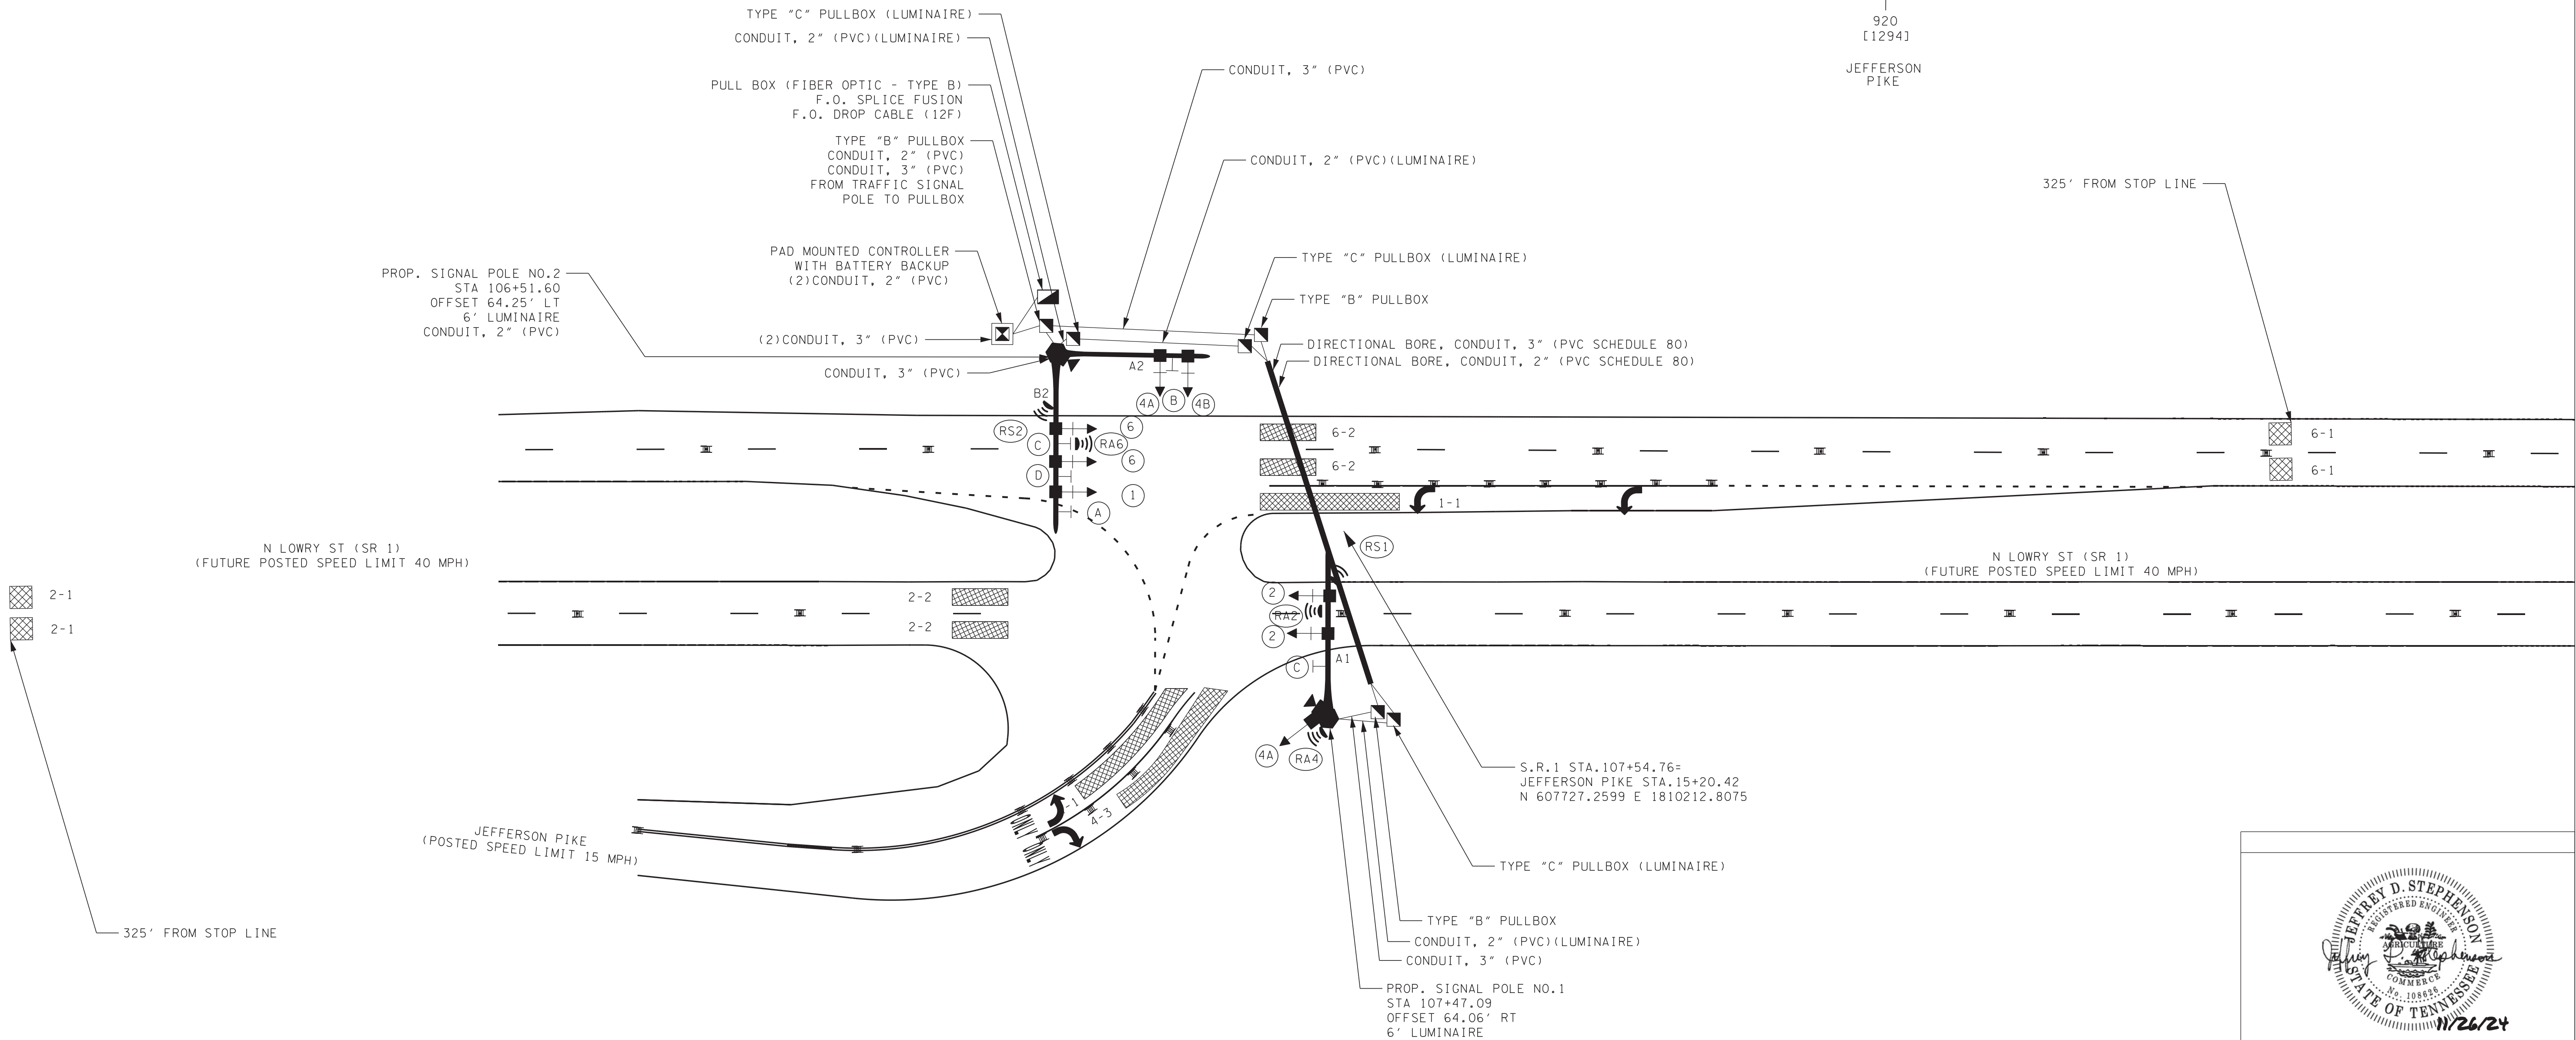 TYPE "C" PULLBOX (LUMINAIRE)
CONDUIT, 2" (PVC)(LUMINAIRE)
PULL BOX (FIBER OPTIC - TYPE B)
F.O. SPLICE FUSION
F.O. DROP CABLE (12F)
TYPE "B" PULLBOX
CONDUIT, 2" (PVC)
CONDUIT, 3" (PVC)
FROM TRAFFIC SIGNAL
POLE TO PULLBOX
PAD MOUNTED CONTROLLER
WITH BATTERY BACKUP
(2)CONDUIT, 2" (PVC)
PROP. SIGNAL POLE NO.2
STA 106+51.60
OFFSET 64.25' LT
6' LUMINAIRE
CONDUIT, 2" (PVC)
(2)CONDUIT, 3" (PVC)
CONDUIT, 3" (PVC)
CONDUIT, 3" (PVC)
CONDUIT, 2" (PVC)(LUMINAIRE)
TYPE "C" PULLBOX (LUMINAIRE)
TYPE "B" PULLBOX
DIRECTIONAL BORE, CONDUIT, 3" (PVC SCHEDULE 80)
DIRECTIONAL BORE, CONDUIT, 2" (PVC SCHEDULE 80)
920
[1294]
JEFFERSON
PIKE
325' FROM STOP LINE
A2
4A
B
4B
B2
RS2
6
C
RA6
6
D
1
A
6-2
6-2
1-1
6-1
6-1
N LOWRY ST (SR 1)
(FUTURE POSTED SPEED LIMIT 40 MPH)
RS1
N LOWRY ST (SR 1)
(FUTURE POSTED SPEED LIMIT 40 MPH)
2-1
2-1
2-2
2-2
2
RA2
2
C
A1
4A
RA4
-1
4-3
JEFFERSON PIKE
(POSTED SPEED LIMIT 15 MPH)
325' FROM STOP LINE
S.R.1 STA.107+54.76=
JEFFERSON PIKE STA.15+20.42
N 607727.2599 E 1810212.8075
TYPE "C" PULLBOX (LUMINAIRE)
TYPE "B" PULLBOX
CONDUIT, 2" (PVC)(LUMINAIRE)
CONDUIT, 3" (PVC)
PROP. SIGNAL POLE NO.1
STA 107+47.09
OFFSET 64.06' RT
6' LUMINAIRE
JEFFREY D. STEPHENSON
REGISTERED ENGINEER
AGRICULTURE
COMMERCE
No. 108626
STATE OF TENNESSEE
11/26/24